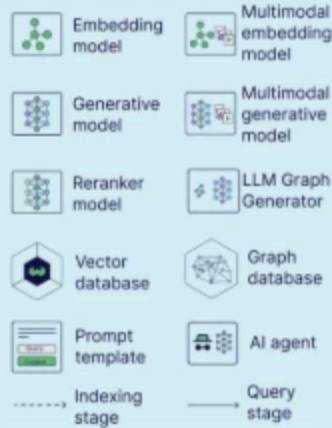 Embedding
model
Multimodal
embedding
model
Generative
model
Multimodal
generative
model
Reranker
model
LLM Graph
Generator
Vector
database
Graph
database
Prompt
template
Query
AI agent
Indexing
stage
Query
stage